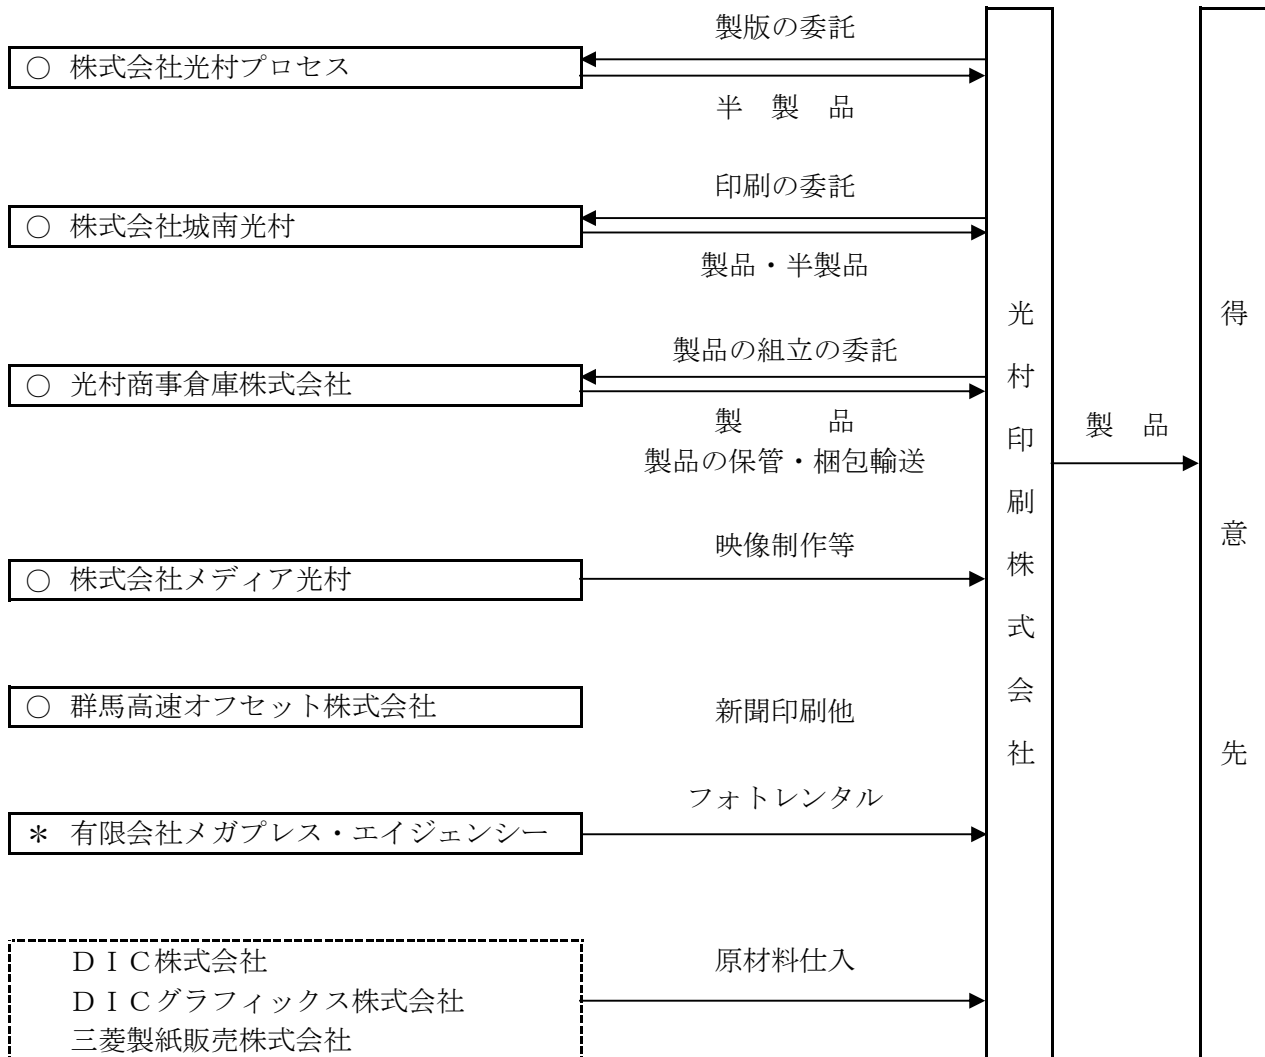 製版の委託
○ 株式会社光村プロセス
半 製 品
印刷の委託
○ 株式会社城南光村
製品・半製品
製品の組立の委託
○ 光村商事倉庫株式会社
製 品
製品の保管・梱包輸送
映像制作等
○ 株式会社メディア光村
○ 群馬高速オフセット株式会社
新聞印刷他
フォトレンタル
＊ 有限会社メガプレス・エイジェンシー
ＤＩＣ株式会社
ＤＩＣグラフィックス株式会社
三菱製紙販売株式会社
原材料仕入
光村印刷株式会社
製 品
得意先